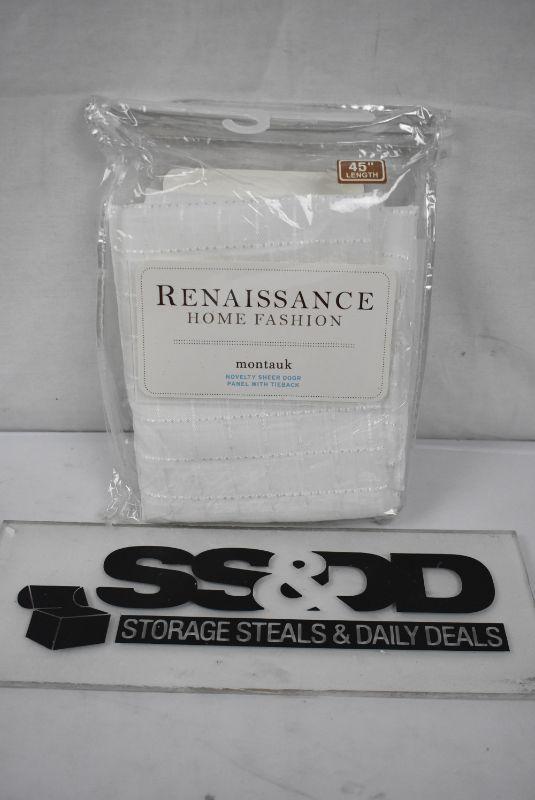 45"
LENGTH
RENAISSANCE
HOME FASHION
montauk
NOVELTY SHEER DOOR
PANEL WITH TIEBACK
SS&DD
STORAGE STEALS & DAILY DEALS